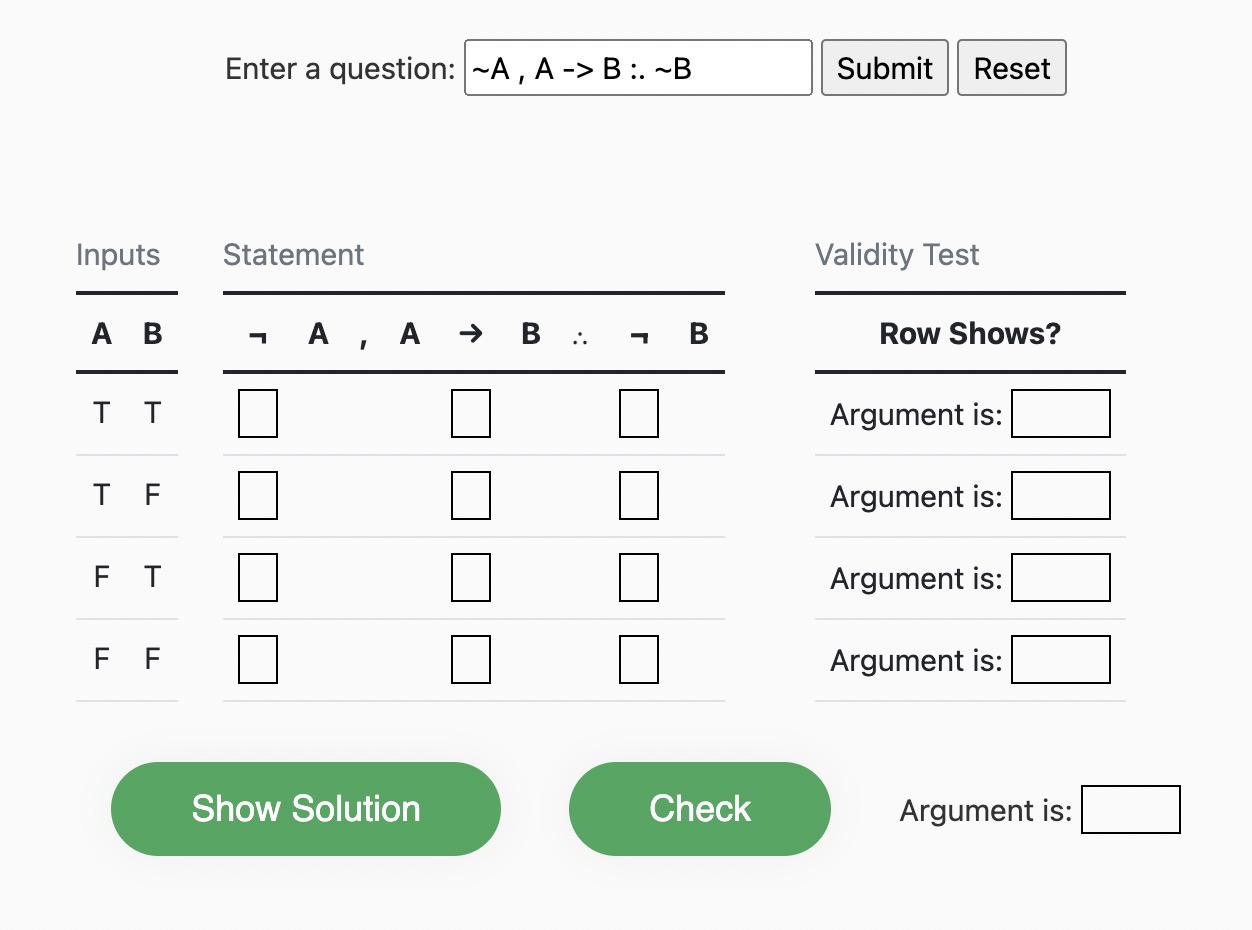 Enter a question: ~A , A -> B :. ~B Submit Reset
Inputs Statement Validity Test
A B ¬ A , A → B ∴ ¬ B Row Shows?
T T Argument is:
T F Argument is:
F T Argument is:
F F Argument is:
Show Solution Check Argument is: